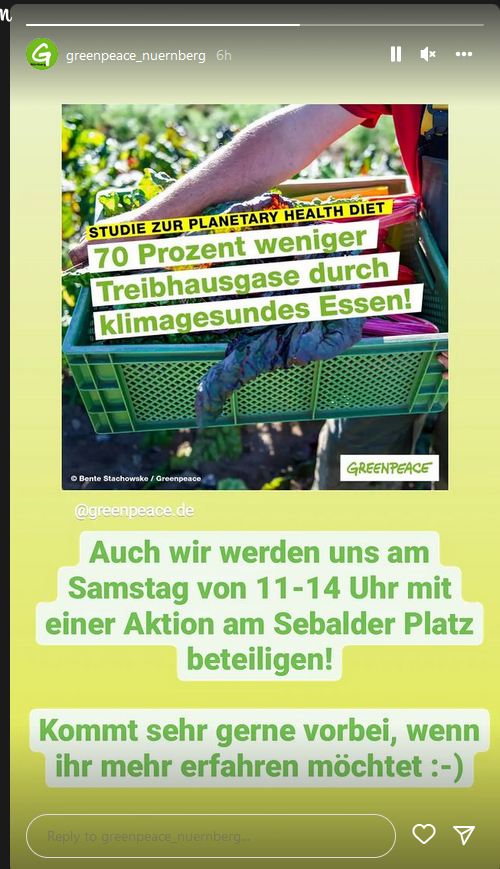 greenpeace_nuernberg 6h
STUDIE ZUR PLANETARY HEALTH DIET
70 Prozent weniger
Treibhausgase durch
klimagesundes Essen!
© Bente Stachowske / Greenpeace
GREENPEACE
@greenpeace.de
Auch wir werden uns am
Samstag von 11-14 Uhr mit
einer Aktion am Sebalder Platz
beteiligen!
Kommt sehr gerne vorbei, wenn
ihr mehr erfahren möchtet :-)
Reply to greenpeace_nuernberg...